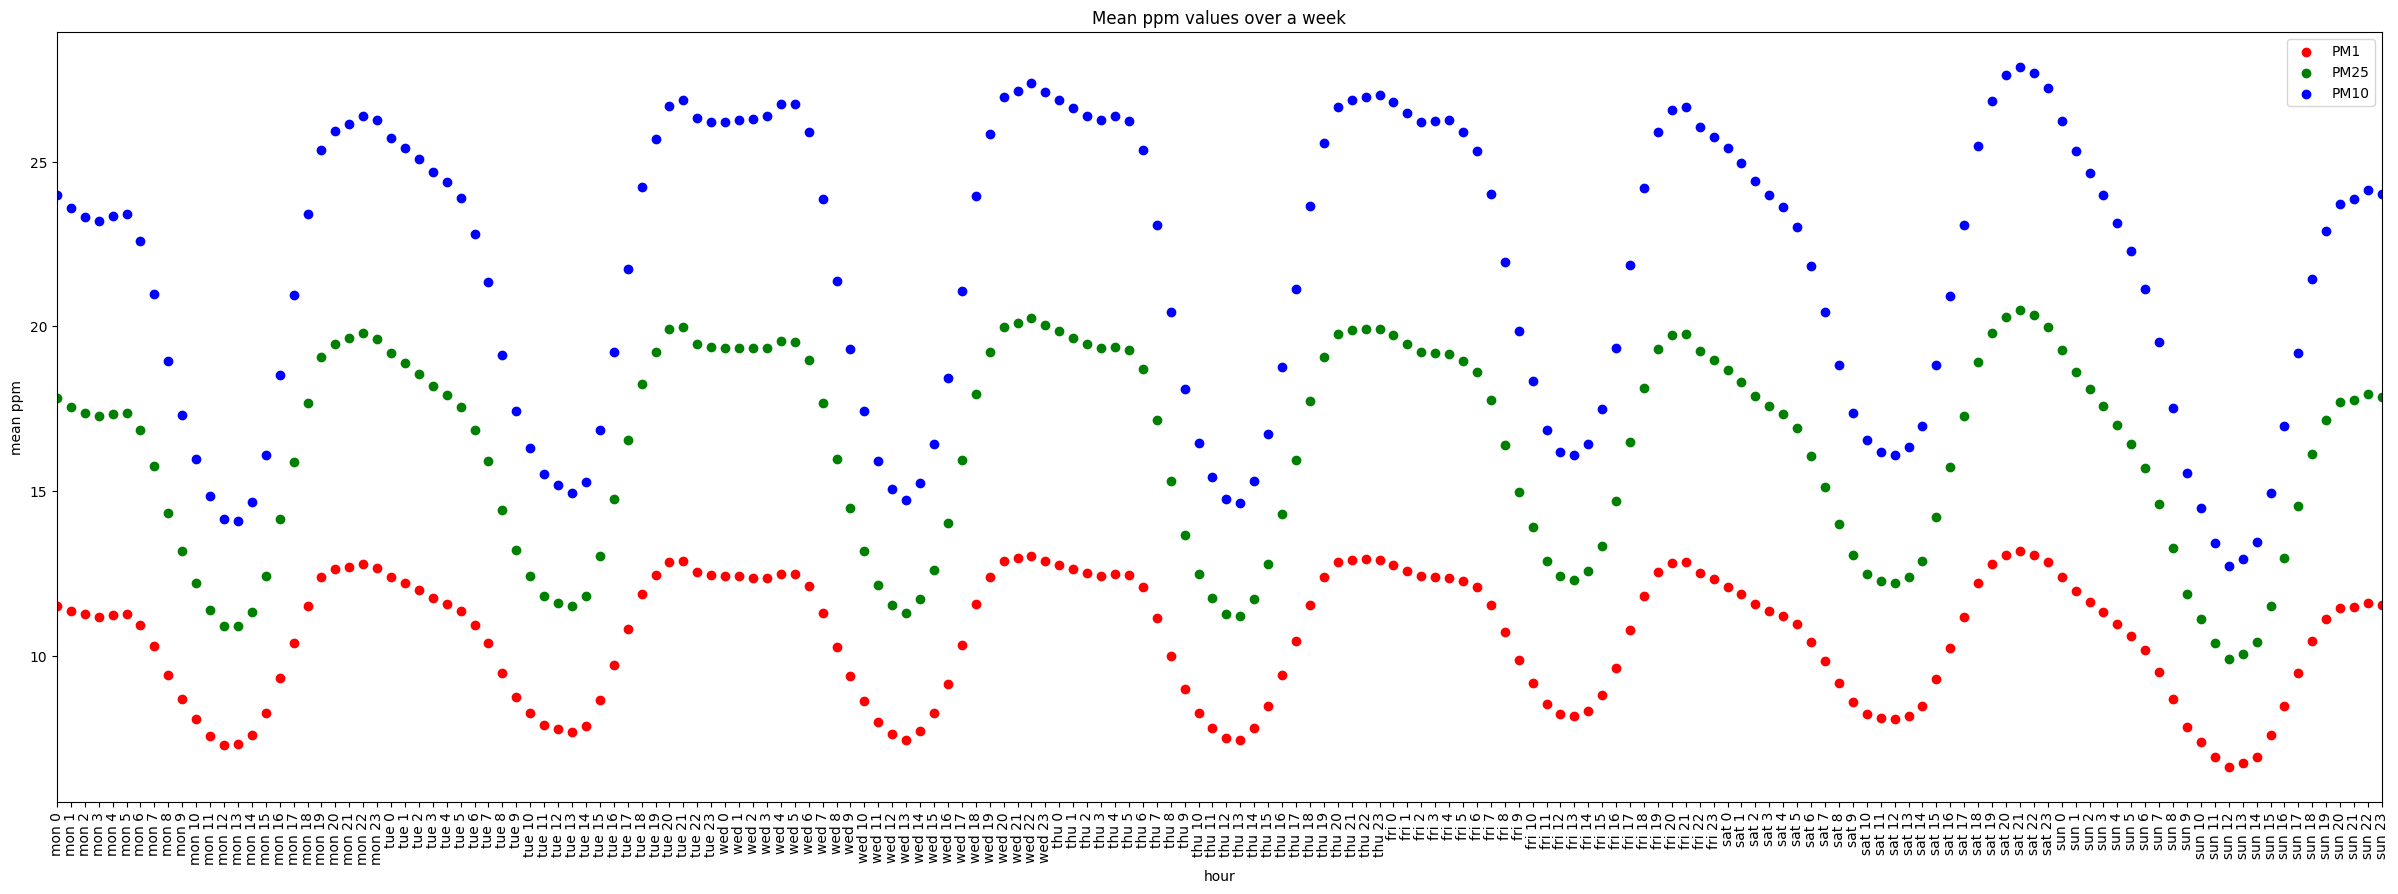 Mean ppm values over a week
PM1
PM25
PM10
mean ppm
25
20
15
10
mon 0
mon 1
mon 2
mon 3
mon 4
mon 5
mon 6
mon 7
mon 8
mon 9
mon 10
mon 11
mon 12
mon 13
mon 14
mon 15
mon 16
mon 17
mon 18
mon 19
mon 20
mon 21
mon 22
mon 23
tue 0
tue 1
tue 2
tue 3
tue 4
tue 5
tue 6
tue 7
tue 8
tue 9
tue 10
tue 11
tue 12
tue 13
tue 14
tue 15
tue 16
tue 17
tue 18
tue 19
tue 20
tue 21
tue 22
tue 23
wed 0
wed 1
wed 2
wed 3
wed 4
wed 5
wed 6
wed 7
wed 8
wed 9
wed 10
wed 11
wed 12
wed 13
wed 14
wed 15
wed 16
wed 17
wed 18
wed 19
wed 20
wed 21
wed 22
wed 23
thu 0
thu 1
thu 2
thu 3
thu 4
thu 5
thu 6
thu 7
thu 8
thu 9
thu 10
thu 11
thu 12
thu 13
thu 14
thu 15
thu 16
thu 17
thu 18
thu 19
thu 20
thu 21
thu 22
thu 23
fri 0
fri 1
fri 2
fri 3
fri 4
fri 5
fri 6
fri 7
fri 8
fri 9
fri 10
fri 11
fri 12
fri 13
fri 14
fri 15
fri 16
fri 17
fri 18
fri 19
fri 20
fri 21
fri 22
fri 23
sat 0
sat 1
sat 2
sat 3
sat 4
sat 5
sat 6
sat 7
sat 8
sat 9
sat 10
sat 11
sat 12
sat 13
sat 14
sat 15
sat 16
sat 17
sat 18
sat 19
sat 20
sat 21
sat 22
sat 23
sun 0
sun 1
sun 2
sun 3
sun 4
sun 5
sun 6
sun 7
sun 8
sun 9
sun 10
sun 11
sun 12
sun 13
sun 14
sun 15
sun 16
sun 17
sun 18
sun 19
sun 20
sun 21
sun 22
sun 23
hour